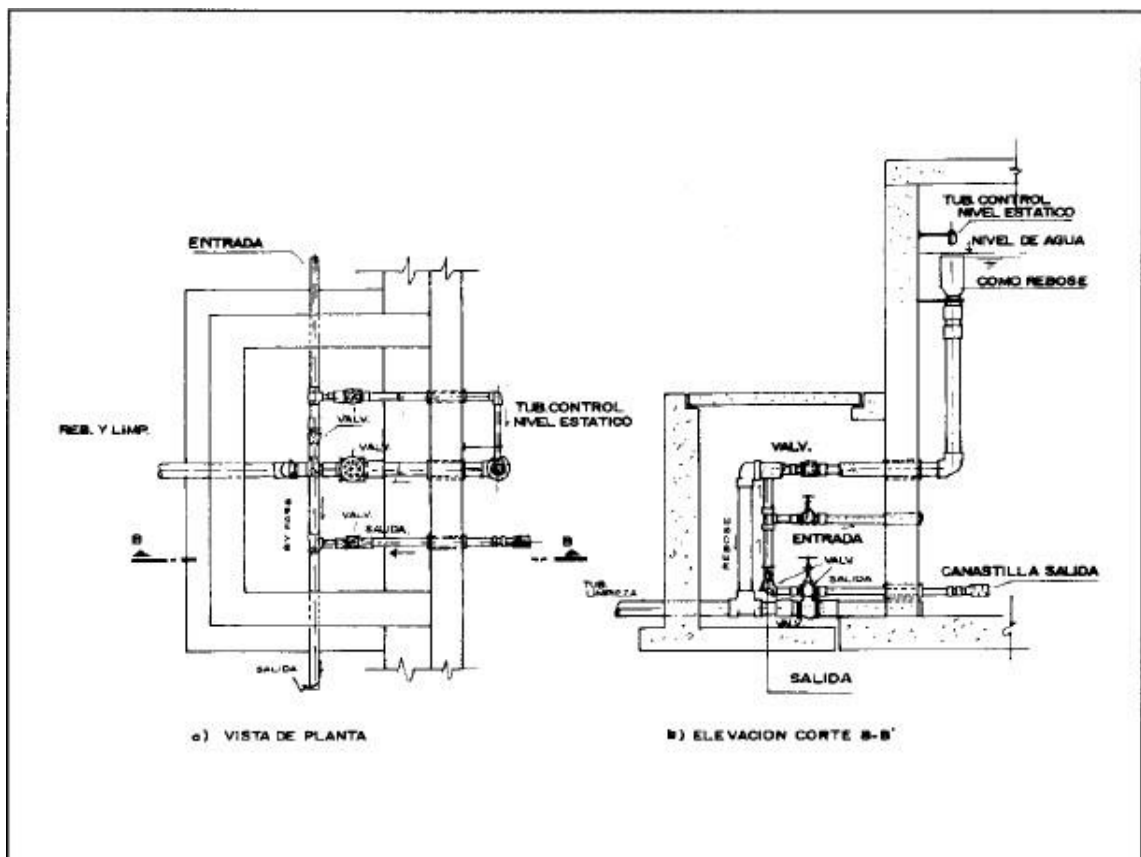 ENTRADA
REB. Y LIMP.
VALV.
VALV.
TUB. CONTROL
NIVEL ESTATICO
BY PASS
VALV.
SALIDA
B
B
SALIDA
a) VISTA DE PLANTA
TUB. CONTROL
NIVEL ESTATICO
NIVEL DE AGUA
COMO REBOSE
VALV.
REBOSE
ENTRADA
VALV
SALIDA
CANASTILLA SALIDA
TUB.
LIMPIEZA
VALV
SALIDA
b) ELEVACION CORTE B-B'